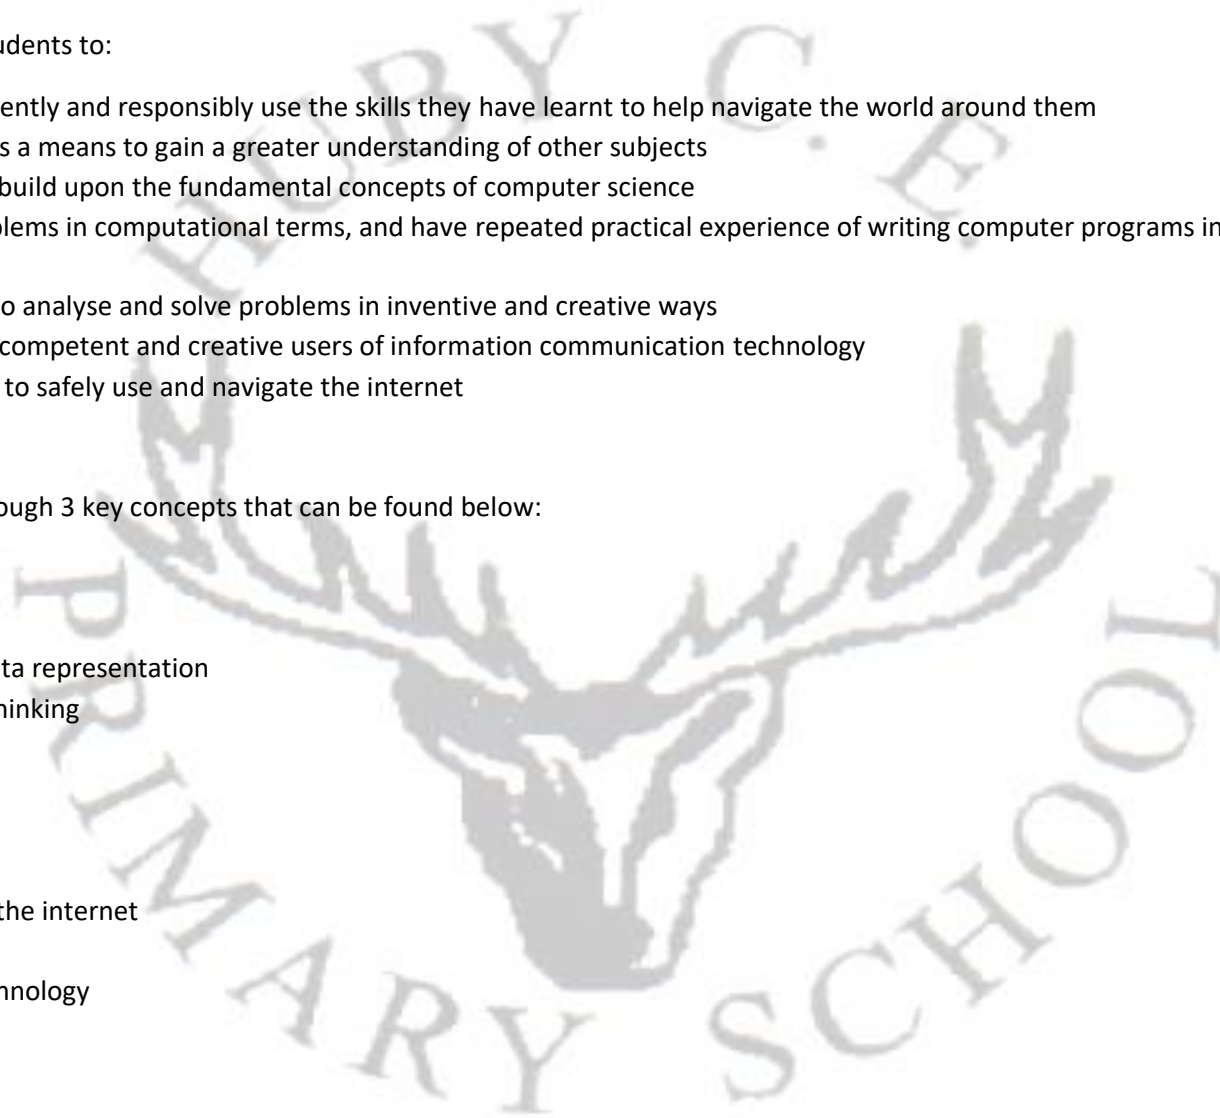 udents to:
ently and responsibly use the skills they have learnt to help navigate the world around them
s a means to gain a greater understanding of other subjects
build upon the fundamental concepts of computer science
blems in computational terms, and have repeated practical experience of writing computer programs in
o analyse and solve problems in inventive and creative ways
competent and creative users of information communication technology
to safely use and navigate the internet
ough 3 key concepts that can be found below:
ta representation
hinking
the internet
hnology
HUBY C. E.
PRIMARY SCHOOL